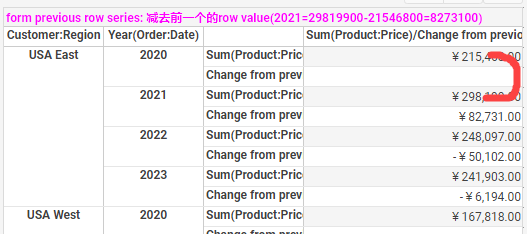 form previous row series: 减去前一个的row value(2021=29819900-21546800=8273100)
Customer:Region Year(Order:Date) Sum(Product:Price)/Change from previo
USA East 2020 Sum(Product:Pric ¥215,4
Change from prev
2021 Sum(Product:Pric ¥298,
Change from prev ¥82,731.00
2022 Sum(Product:Pric ¥248,097.00
Change from prev -¥50,102.00
2023 Sum(Product:Pric ¥241,903.00
Change from prev -¥6,194.00
USA West 2020 Sum(Product:Pric ¥167,818.00